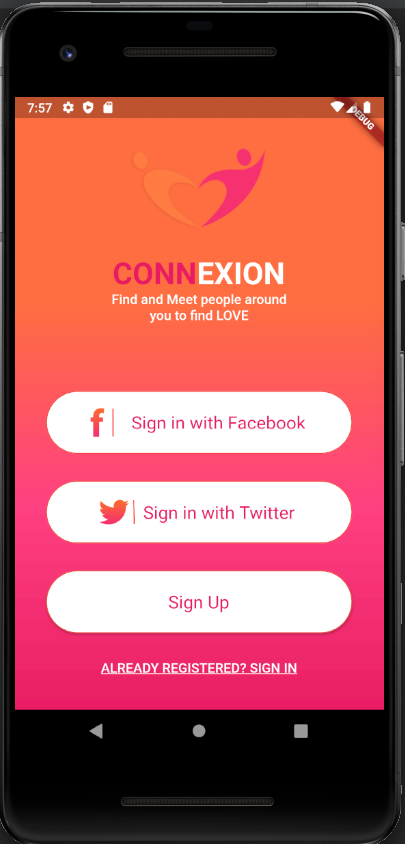 7:57
DEBUG
CONNEXION
Find and Meet people around
you to find LOVE
f
Sign in with Facebook
Sign in with Twitter
Sign Up
ALREADY REGISTERED? SIGN IN